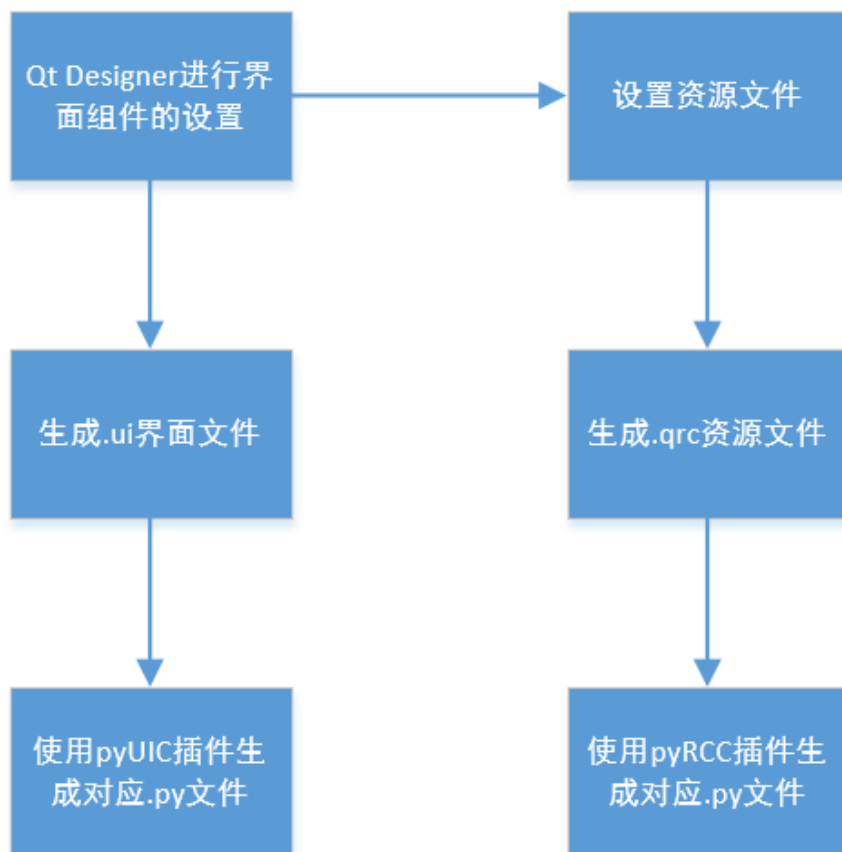 Qt Designer进行界
面组件的设置
设置资源文件
生成.ui界面文件
生成.qrc资源文件
使用pyUIC插件生
成对应.py文件
使用pyRCC插件生
成对应.py文件